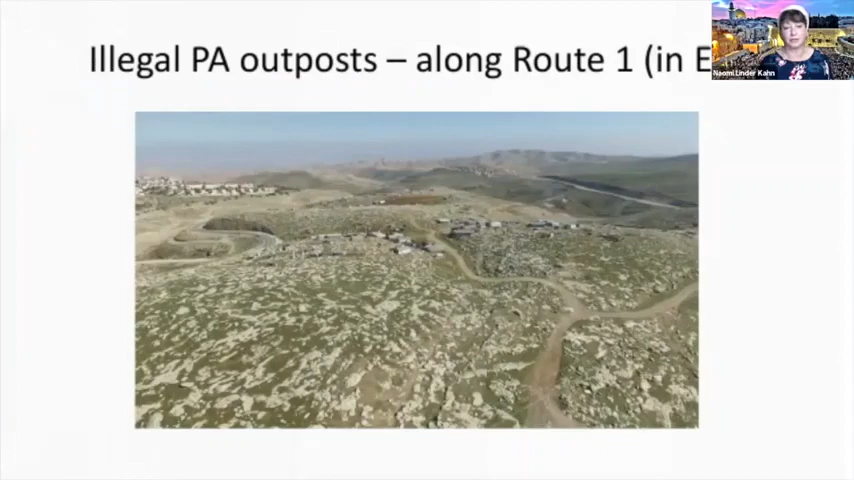 Illegal PA outposts – along Route 1 (in E
Naomi Linder Kahn